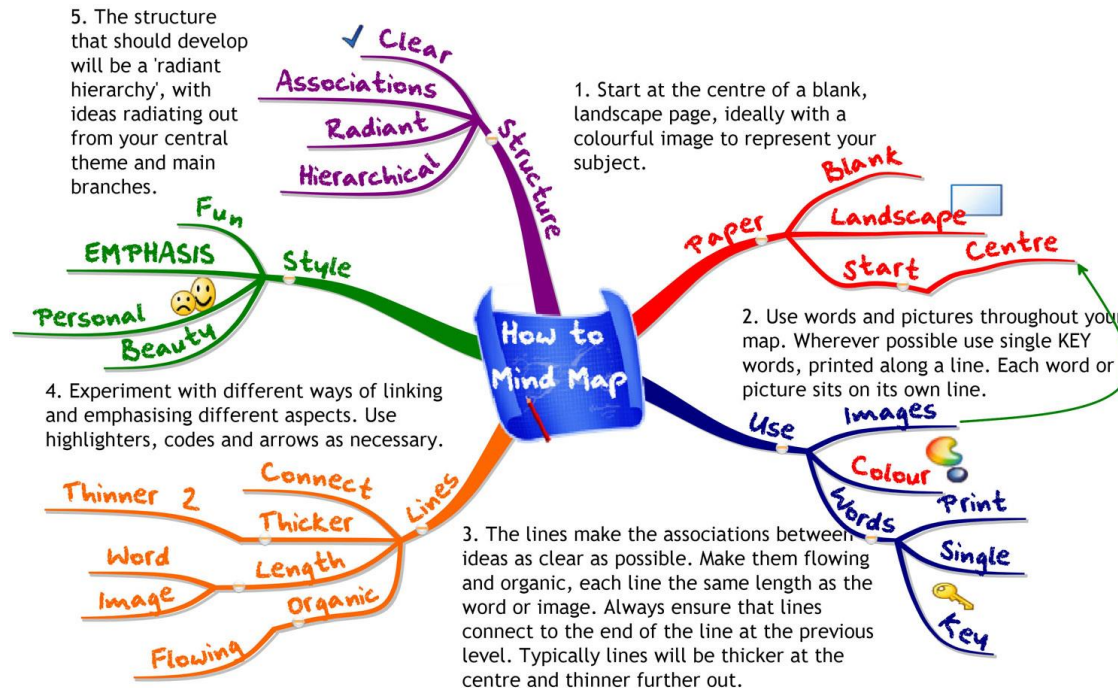 How to
Mind Map
1. Start at the centre of a blank,
landscape page, ideally with a
colourful image to represent your
subject.
Paper
Blank
Landscape
Start
Centre
2. Use words and pictures throughout your
map. Wherever possible use single KEY
words, printed along a line. Each word or
picture sits on its own line.
Use
Images
Colour
Words
Print
Single
Key
3. The lines make the associations between
ideas as clear as possible. Make them flowing
and organic, each line the same length as the
word or image. Always ensure that lines
connect to the end of the line at the previous
level. Typically lines will be thicker at the
centre and thinner further out.
Lines
Connect
Thicker
Thinner 2
Length
Word
Image
Organic
Flowing
4. Experiment with different ways of linking
and emphasising different aspects. Use
highlighters, codes and arrows as necessary.
Style
Fun
EMPHASIS
Personal
Beauty
5. The structure
that should develop
will be a 'radiant
hierarchy', with
ideas radiating out
from your central
theme and main
branches.
Structure
Clear
Associations
Radiant
Hierarchical